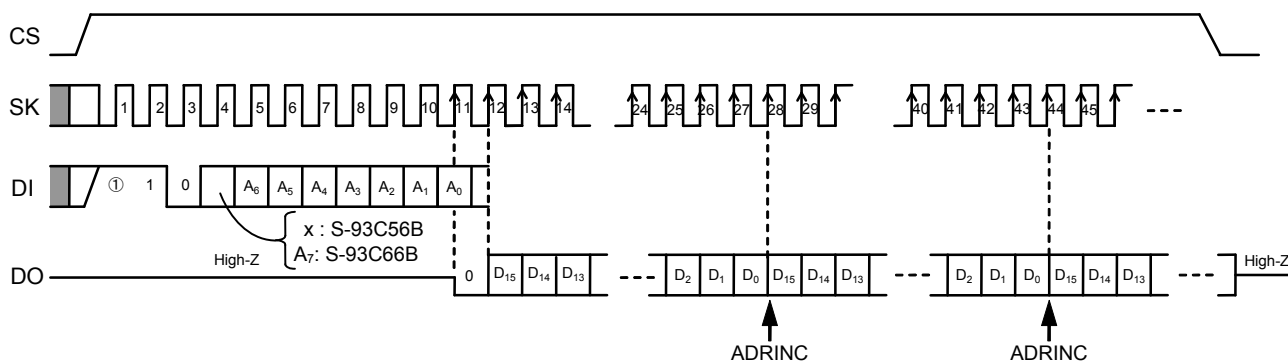 CS
SK 1 2 3 4 5 6 7 8 9 10 11 12 13 14 24 25 26 27 28 29 40 41 42 43 44 45
DI ① 1 0 A₆ A₅ A₄ A₃ A₂ A₁ A₀
x : S-93C56B
A₇: S-93C66B
High-Z
DO 0 D₁₅ D₁₄ D₁₃ D₂ D₁ D₀ D₁₅ D₁₄ D₁₃ D₂ D₁ D₀ D₁₅ D₁₄ D₁₃ High-Z
ADRINC ADRINC